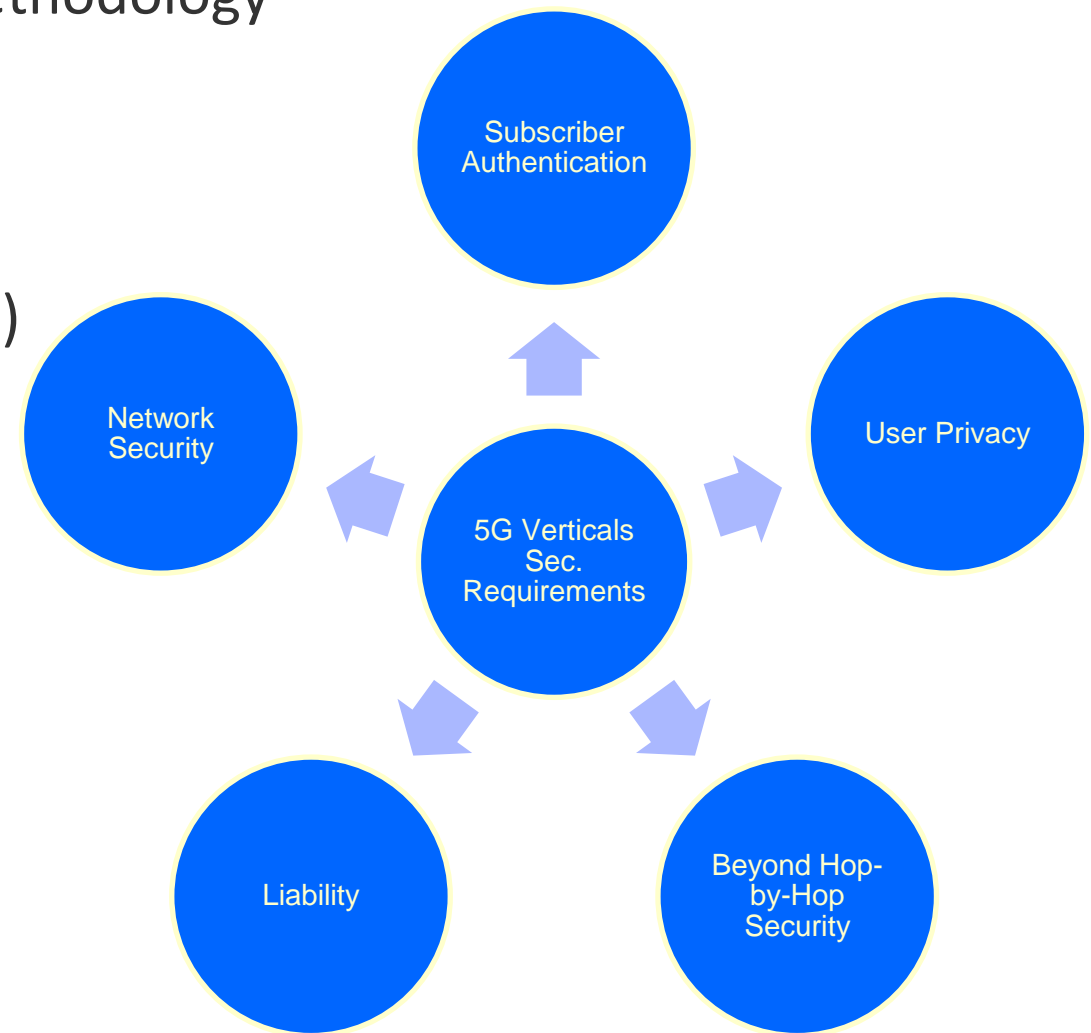 ethodology
Subscriber
Authentication
)
Network
Security
User Privacy
5G Verticals
Sec.
Requirements
Liability
Beyond Hop-
by-Hop
Security